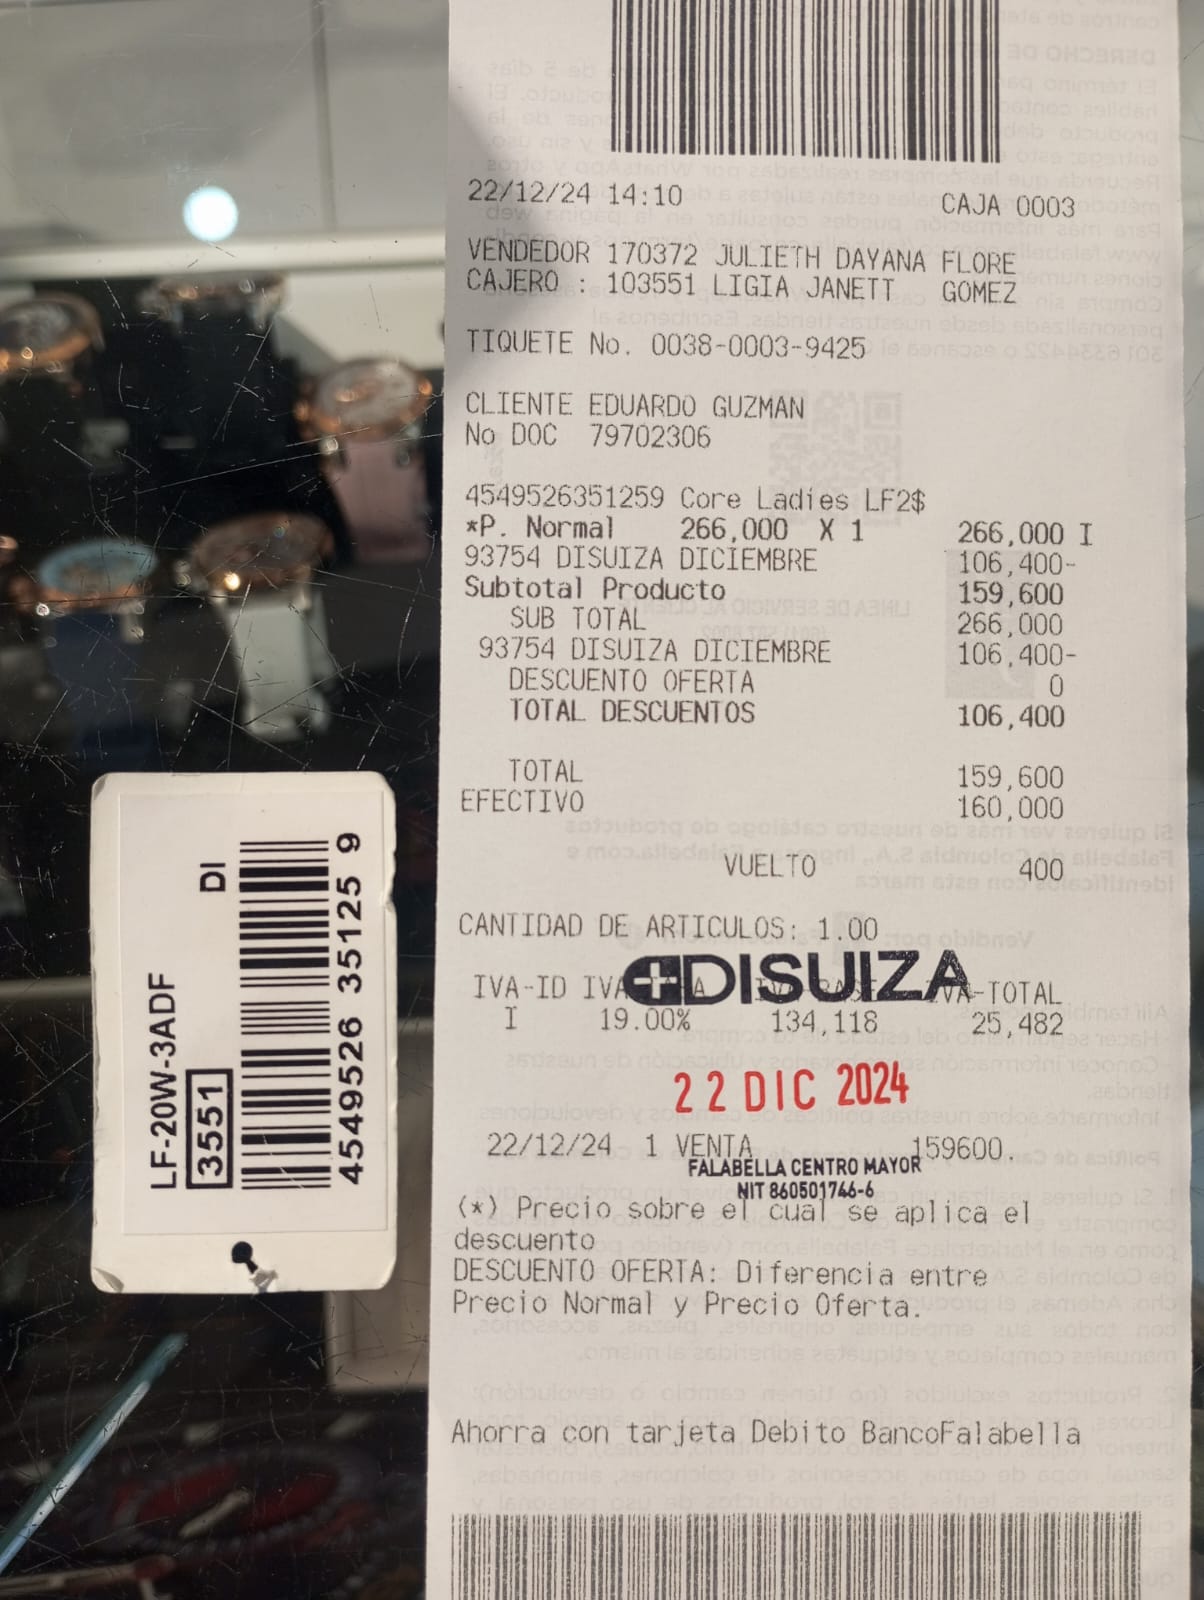 22/12/24 14:10 CAJA 0003
VENDEDOR 170372 JULIETH DAYANA FLORE
CAJERO : 103551 LIGIA JANETT GOMEZ
TIQUETE No. 0038-0003-9425
CLIENTE EDUARDO GUZMAN
No DOC 79702306
4549526351259 Core Ladies LF2$
*P. Normal 266,000 X 1 266,000 I
93754 DISUIZA DICIEMBRE 106,400-
Subtotal Producto 159,600
SUB TOTAL 266,000
93754 DISUIZA DICIEMBRE 106,400-
DESCUENTO OFERTA 0
TOTAL DESCUENTOS 106,400
TOTAL 159,600
EFECTIVO 160,000
VUELTO 400
CANTIDAD DE ARTICULOS: 1.00
DISUIZA
IVA-ID IVA IVA-TOTAL
I 19.00% 134,118 25,482
22 DIC 2024
22/12/24 1 VENTA 159600.
FALABELLA CENTRO MAYOR
NIT 860501746-6
(*) Precio sobre el cual se aplica el
descuento
DESCUENTO OFERTA: Diferencia entre
Precio Normal y Precio Oferta.
Ahorra con tarjeta Debito BancoFalabella
LF-20W-3ADF DI
3551
4549526 35125 9